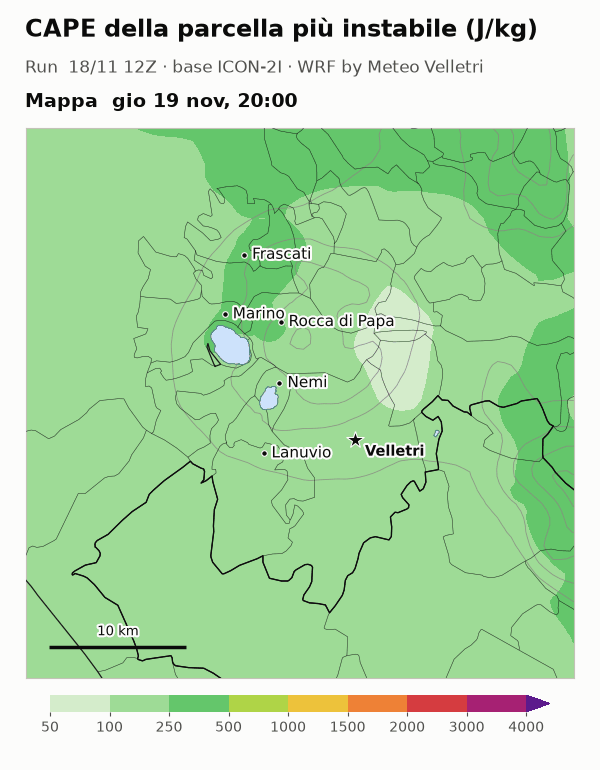 CAPE della parcella più instabile (J/kg)
Run  18/11 12Z · base ICON-2I · WRF by Meteo Velletri
Mappa  gio 19 nov, 20:00
Frascati
Marino
Rocca di Papa
Nemi
Velletri
Lanuvio
10 km
50 100 250 500 1000 1500 2000 3000 4000